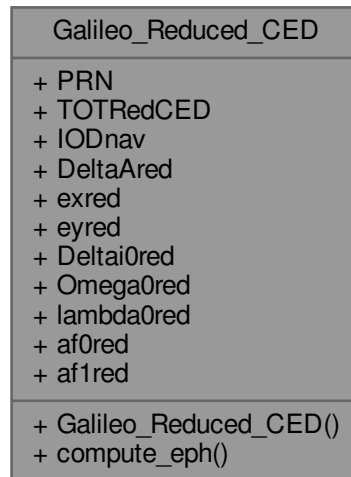 Galileo_Reduced_CED
+ PRN
+ TOTRedCED
+ IODnav
+ DeltaAred
+ exred
+ eyred
+ Deltai0red
+ Omega0red
+ lambda0red
+ af0red
+ af1red
+ Galileo_Reduced_CED()
+ compute_eph()